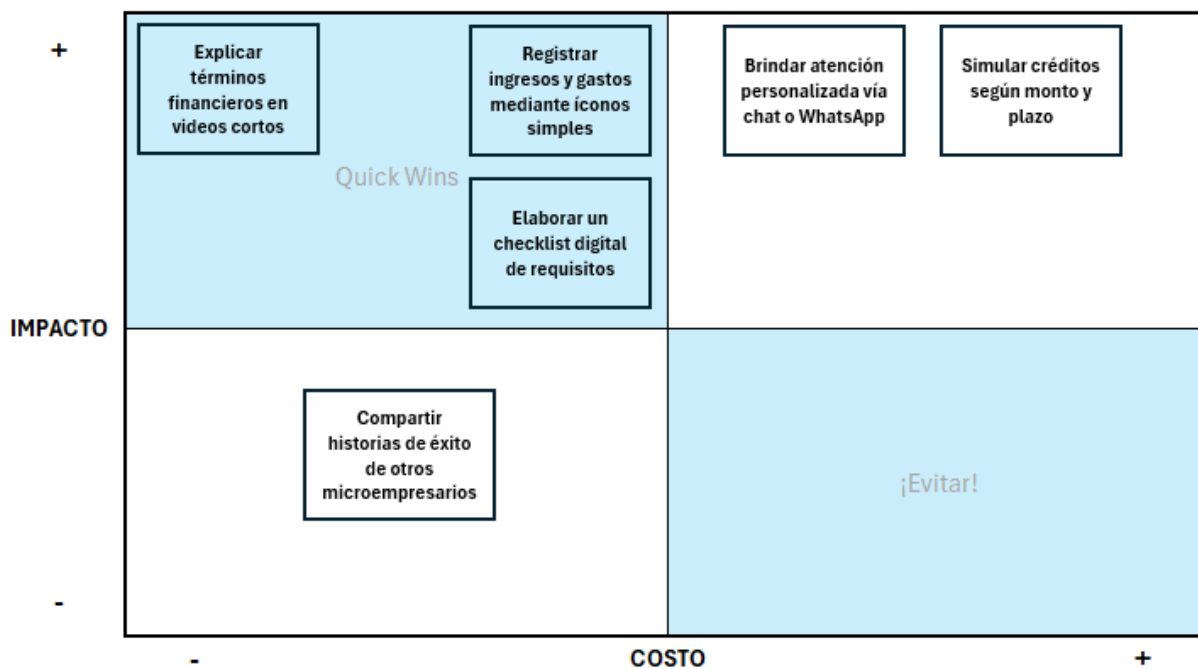 +
Explicar
términos
financieros en
videos cortos
Registrar
ingresos y gastos
mediante íconos
simples
Brindar atención
personalizada vía
chat o WhatsApp
Simular créditos
según monto y
plazo
Quick Wins
Elaborar un
checklist digital
de requisitos
IMPACTO
Compartir
historias de éxito
de otros
microempresarios
¡Evitar!
-
-
COSTO
+